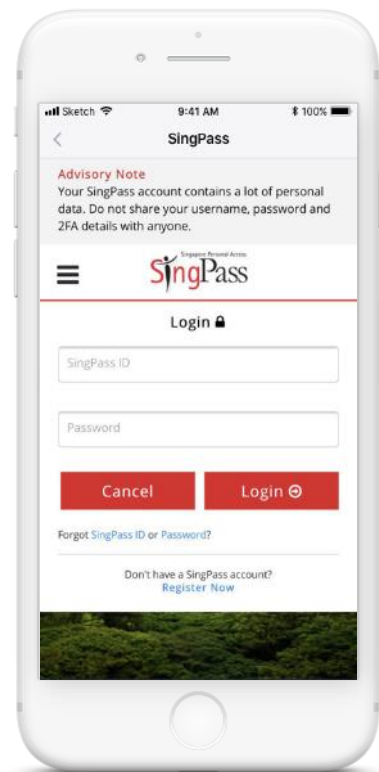 Sketch 9:41 AM 100%
SingPass
Advisory Note
Your SingPass account contains a lot of personal
data. Do not share your username, password and
2FA details with anyone.
Singapore Personal Access
SingPass
Login
SingPass ID
Password
Cancel Login
Forgot SingPass ID or Password?
Don't have a SingPass account?
Register Now